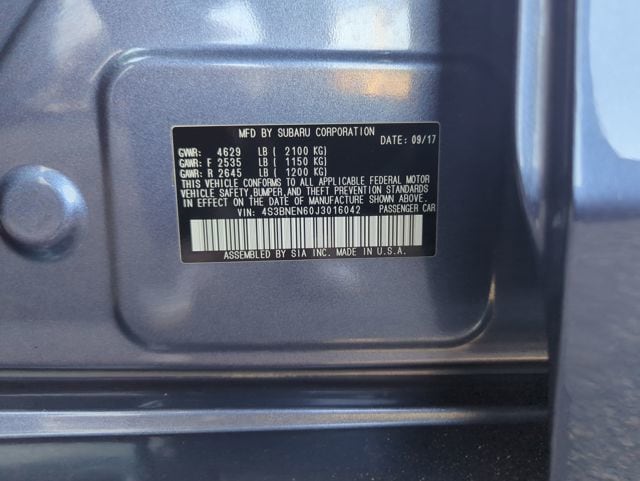 MFD BY SUBARU CORPORATION
DATE: 09/17
GVWR: 4629 LB ( 2100 KG)
GAWR: F 2535 LB ( 1150 KG)
GAWR: R 2645 LB ( 1200 KG)
THIS VEHICLE CONFORMS TO ALL APPLICABLE FEDERAL MOTOR
VEHICLE SAFETY,BUMPER,AND THEFT PREVENTION STANDARDS
IN EFFECT ON THE DATE OF MANUFACTURE SHOWN ABOVE.
VIN: 4S3BNEN60J3016042 PASSENGER CAR
ASSEMBLED BY SIA INC. MADE IN U.S.A.